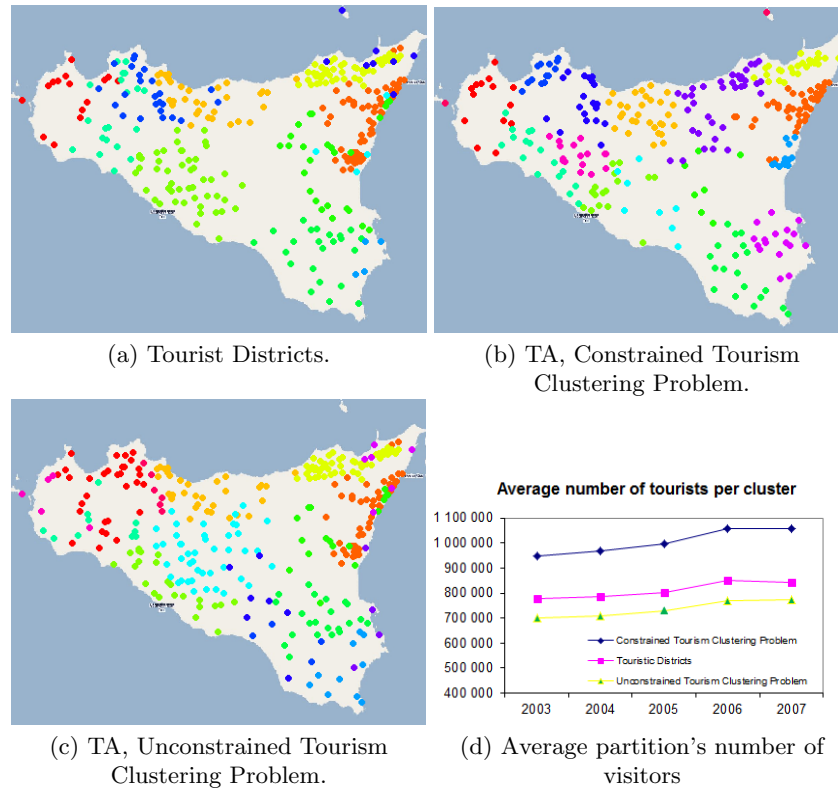 (a) Tourist Districts.
(b) TA, Constrained Tourism
Clustering Problem.
(c) TA, Unconstrained Tourism
Clustering Problem.
Average number of tourists per cluster
1 100 000
1 000 000
900 000
800 000
700 000
600 000
500 000
400 000
Constrained Tourism Clustering Problem
Touristic Districts
Unconstrained Tourism Clustering Problem
2003 2004 2005 2006 2007
(d) Average partition's number of
visitors